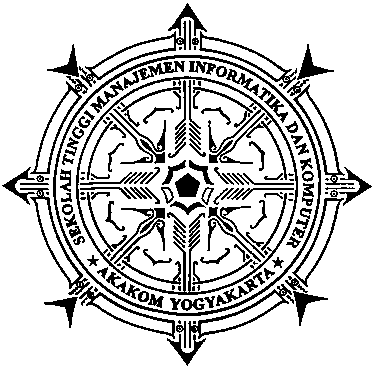 SEKOLAH TINGGI MANAJEMEN INFORMATIKA DAN KOMPUTER
AKAKOM YOGYAKARTA